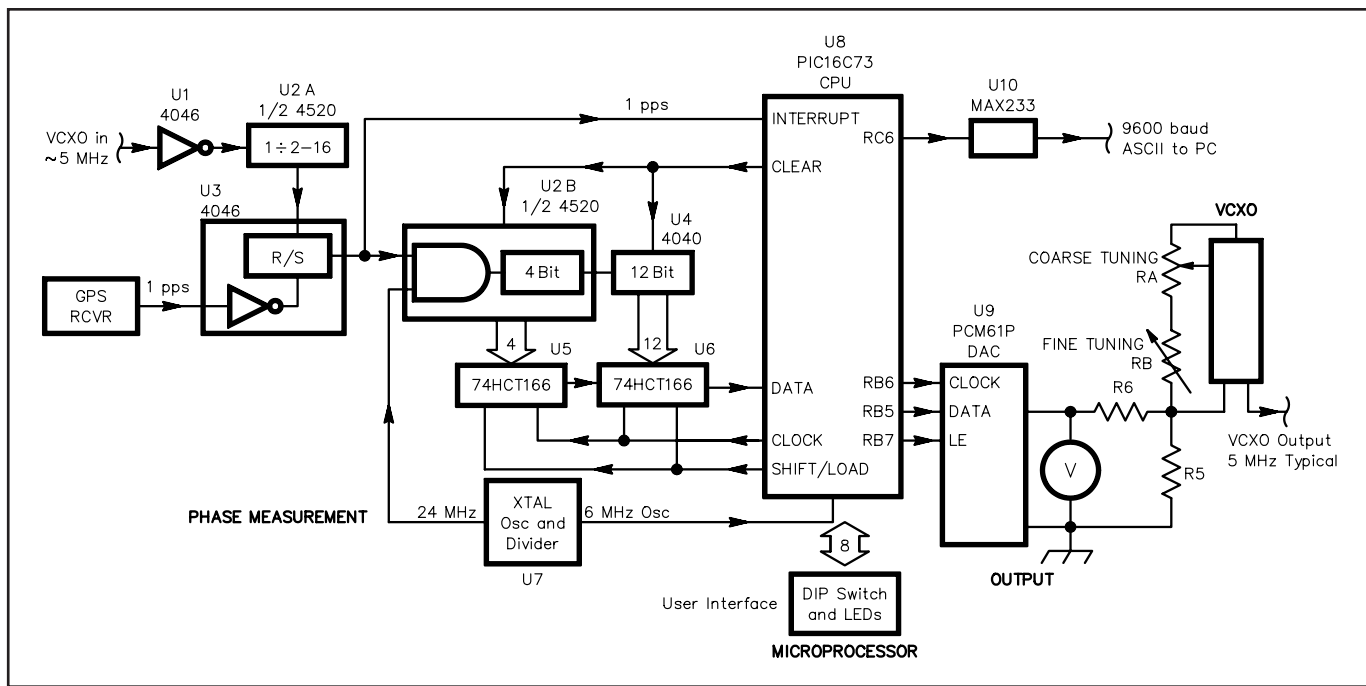 U1
4046
VCXO in
~5 MHz
U2 A
1/2 4520
1÷2–16
U3
4046
R/S
GPS
RCVR
1 pps
1 pps
U2 B
1/2 4520
4 Bit
U4
4040
12 Bit
4
12
U5
74HCT166
U6
74HCT166
PHASE MEASUREMENT
24 MHz
XTAL
Osc and
Divider
U7
6 MHz Osc
U8
PIC16C73
CPU
INTERRUPT
CLEAR
DATA
CLOCK
SHIFT/LOAD
RC6
RB6
RB5
RB7
8
User Interface
DIP Switch
and LEDs
MICROPROCESSOR
U10
MAX233
9600 baud
ASCII to PC
U9
PCM61P
DAC
CLOCK
DATA
LE
OUTPUT
V
R6
R5
VCXO
COARSE TUNING
RA
FINE TUNING
RB
VCXO Output
5 MHz Typical